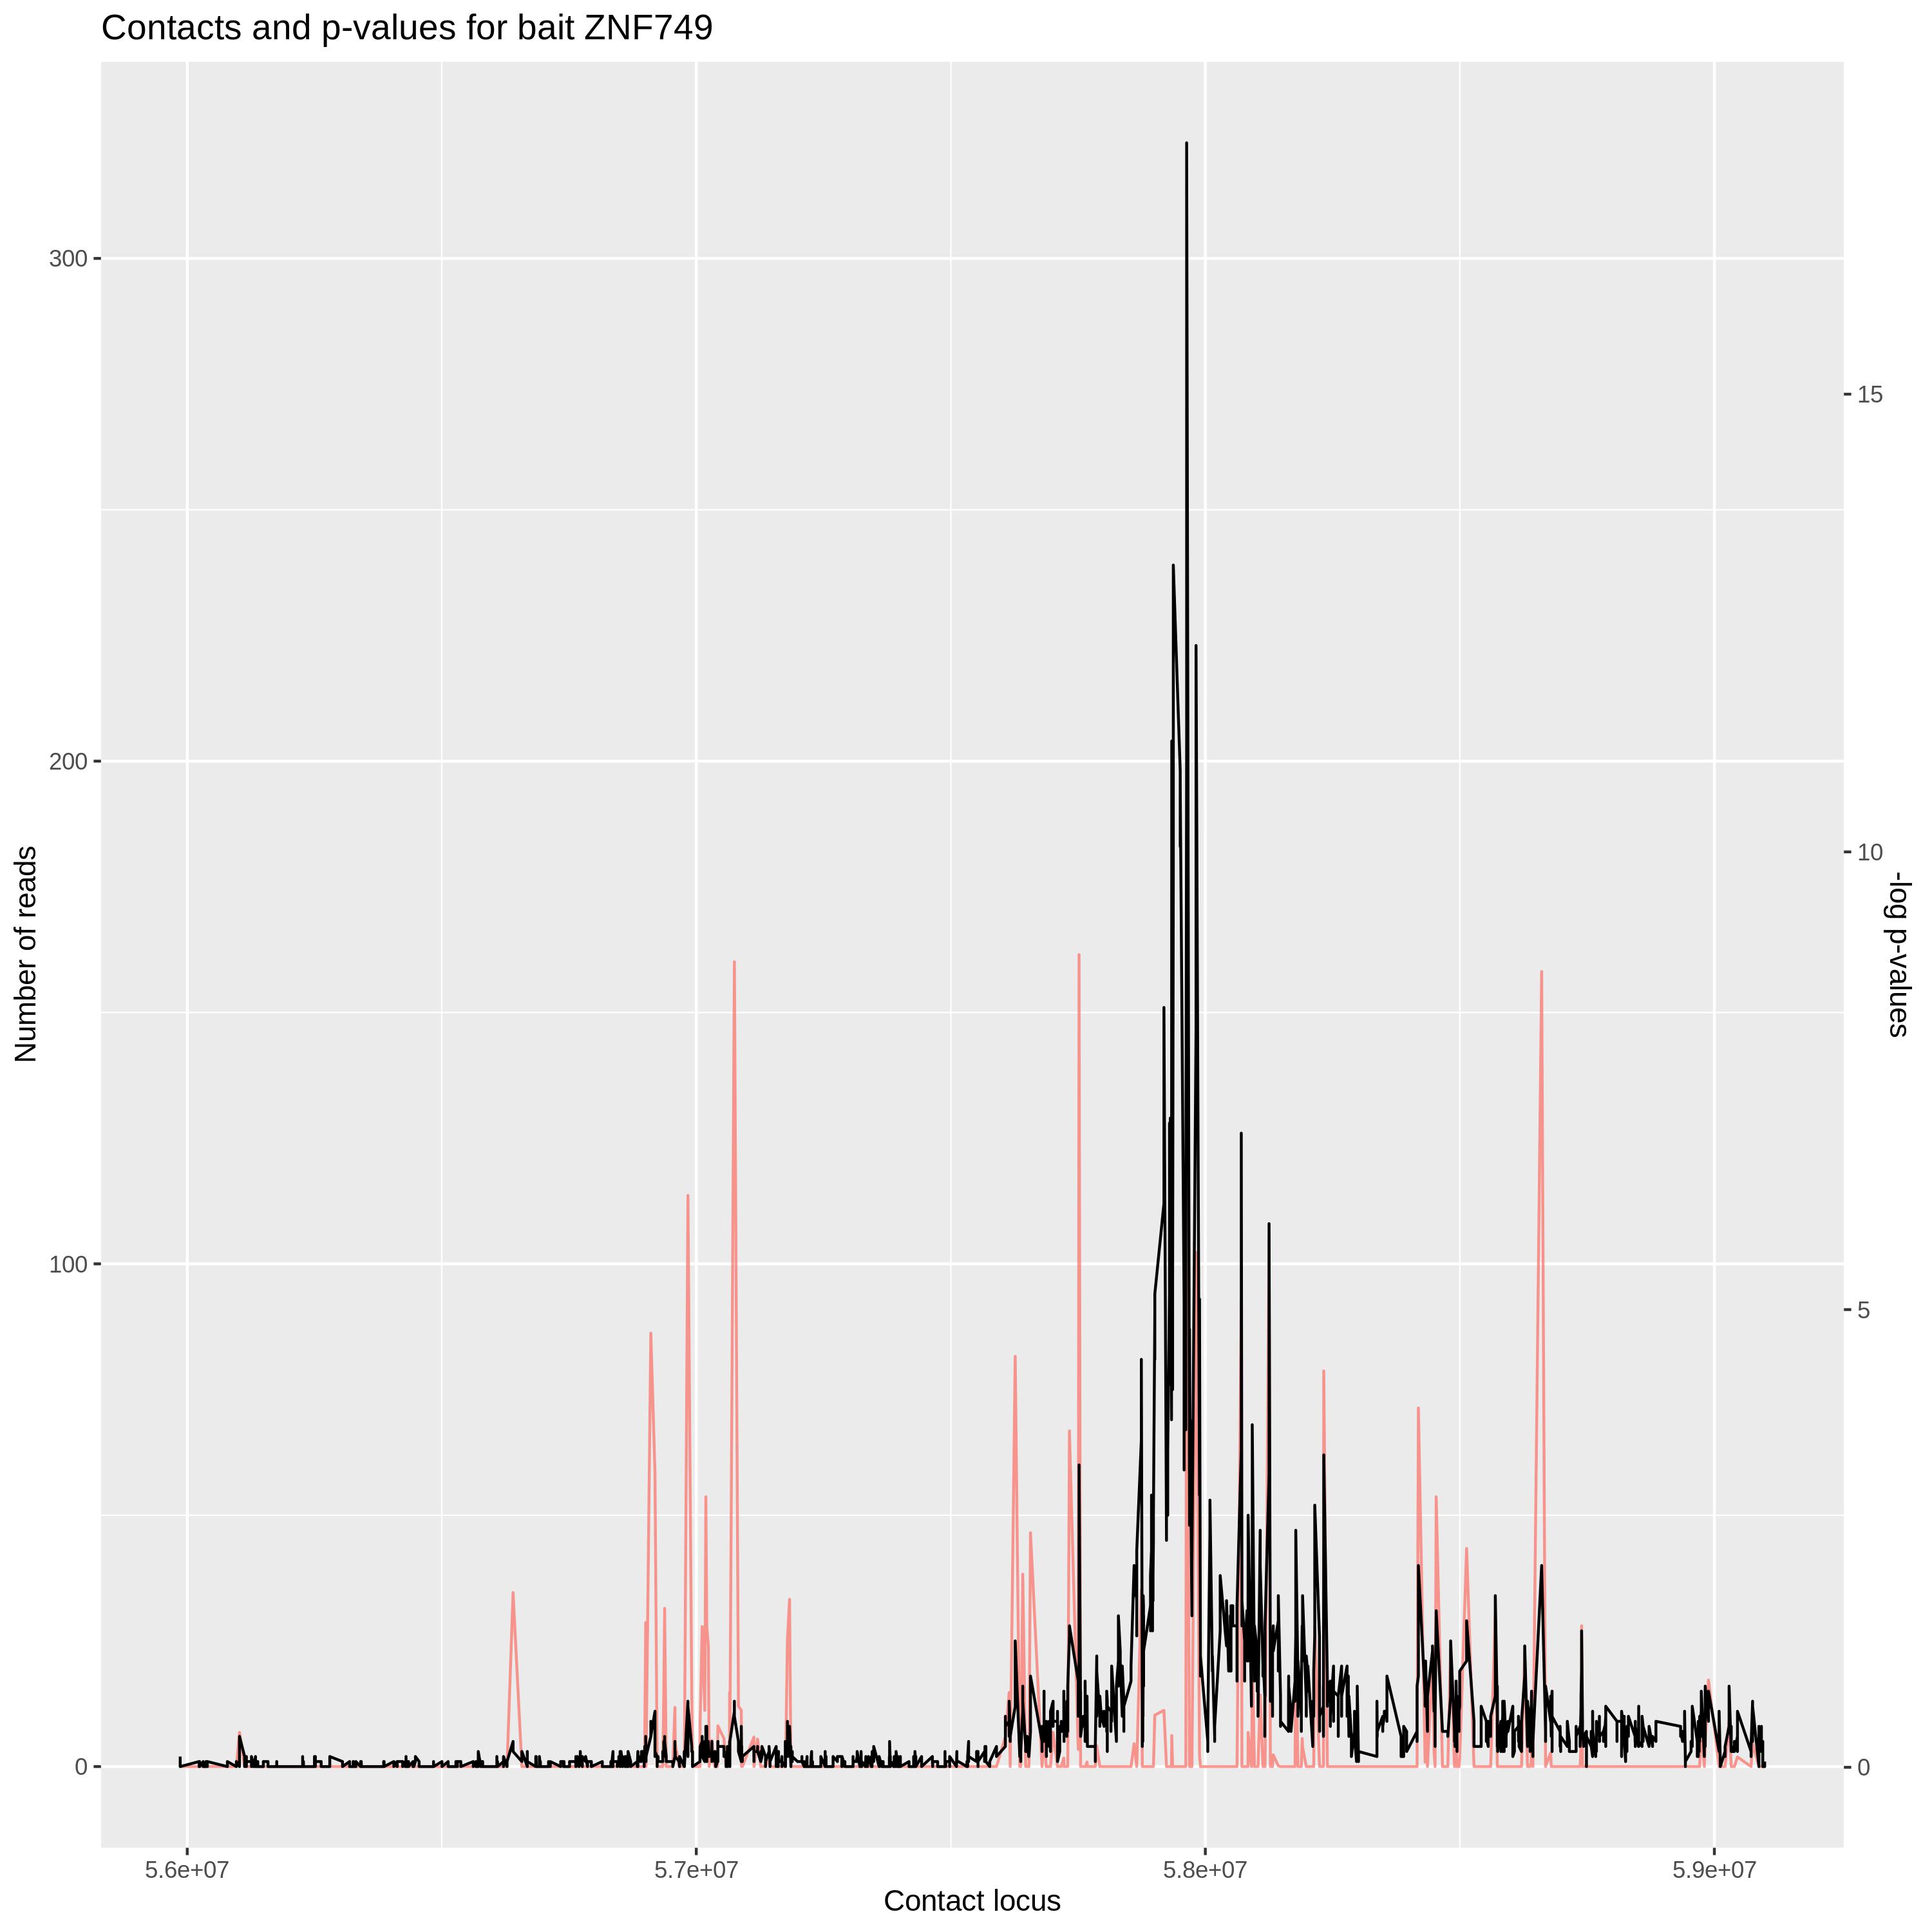 Contacts and p-values for bait ZNF749
Number of reads
300
200
100
0
15
10
5
0
-log p-values
5.6e+07
5.7e+07
5.8e+07
5.9e+07
Contact locus